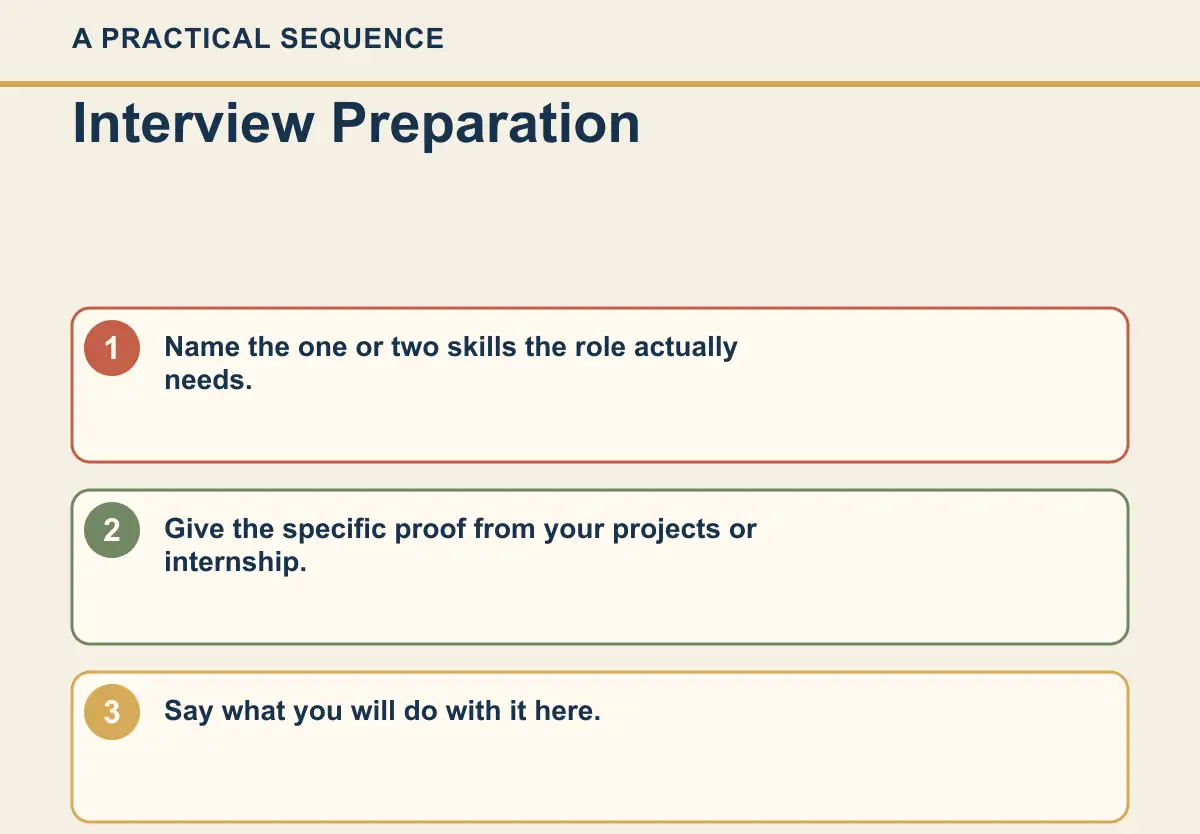 A PRACTICAL SEQUENCE
Interview Preparation
1
Name the one or two skills the role actually
needs.
2
Give the specific proof from your projects or
internship.
3
Say what you will do with it here.